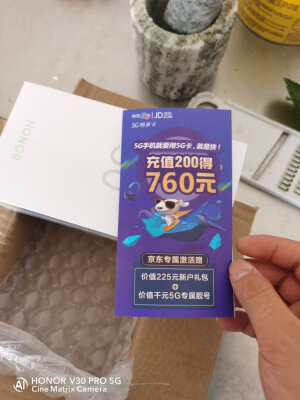 HONOR
JD
5G 畅享卡
5G手机就要用5G卡，就是快！
充值200得
760元
京东专属激活赠
价值225元新户礼包
+
价值千元5G专属靓号
HONOR V30 PRO 5G
Cine Matrix Camera